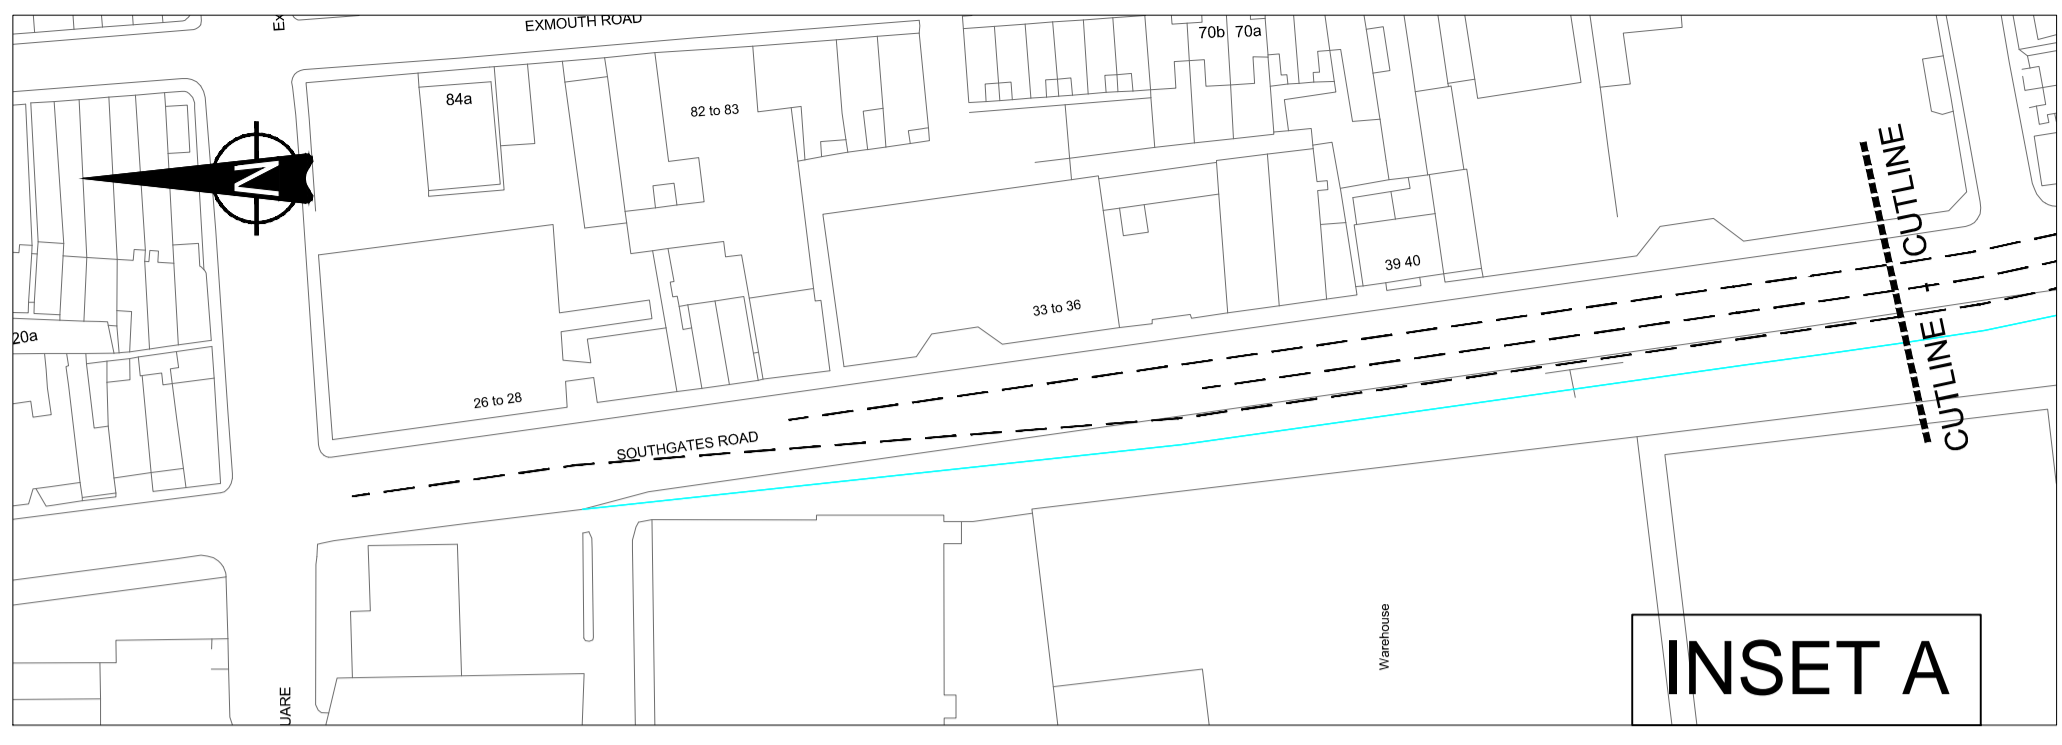 EXMOUTH ROAD
70b
70a
84a
82 to 83
N
CUTLINE - CUTLINE
39 40
33 to 36
20a
26 to 28
SOUTHGATES ROAD
Warehouse
INSET A
UARE